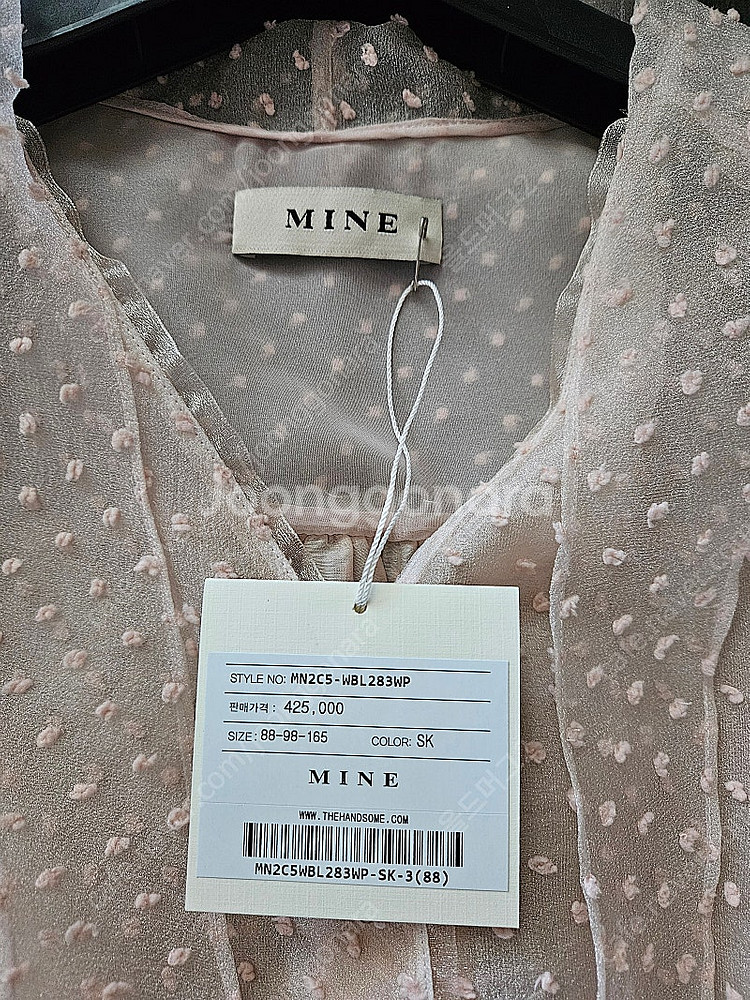 MINE
Joonggonara
STYLE NO: MN2C5-WBL283WP
판매가격 : 425,000
SIZE : 88-98-165 COLOR: SK
MINE
WWW.THEHANDSOME.COM
MN2C5WBL283WP-SK-3(88)